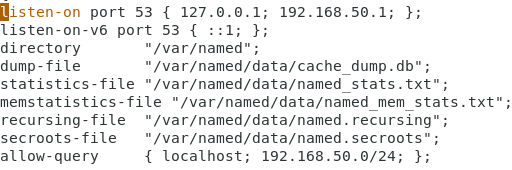 listen-on port 53 { 127.0.0.1; 192.168.50.1; };
listen-on-v6 port 53 { ::1; };
directory       "/var/named";
dump-file       "/var/named/data/cache_dump.db";
statistics-file "/var/named/data/named_stats.txt";
memstatistics-file "/var/named/data/named_mem_stats.txt";
recursing-file  "/var/named/data/named.recursing";
secroots-file   "/var/named/data/named.secroots";
allow-query     { localhost; 192.168.50.0/24; };